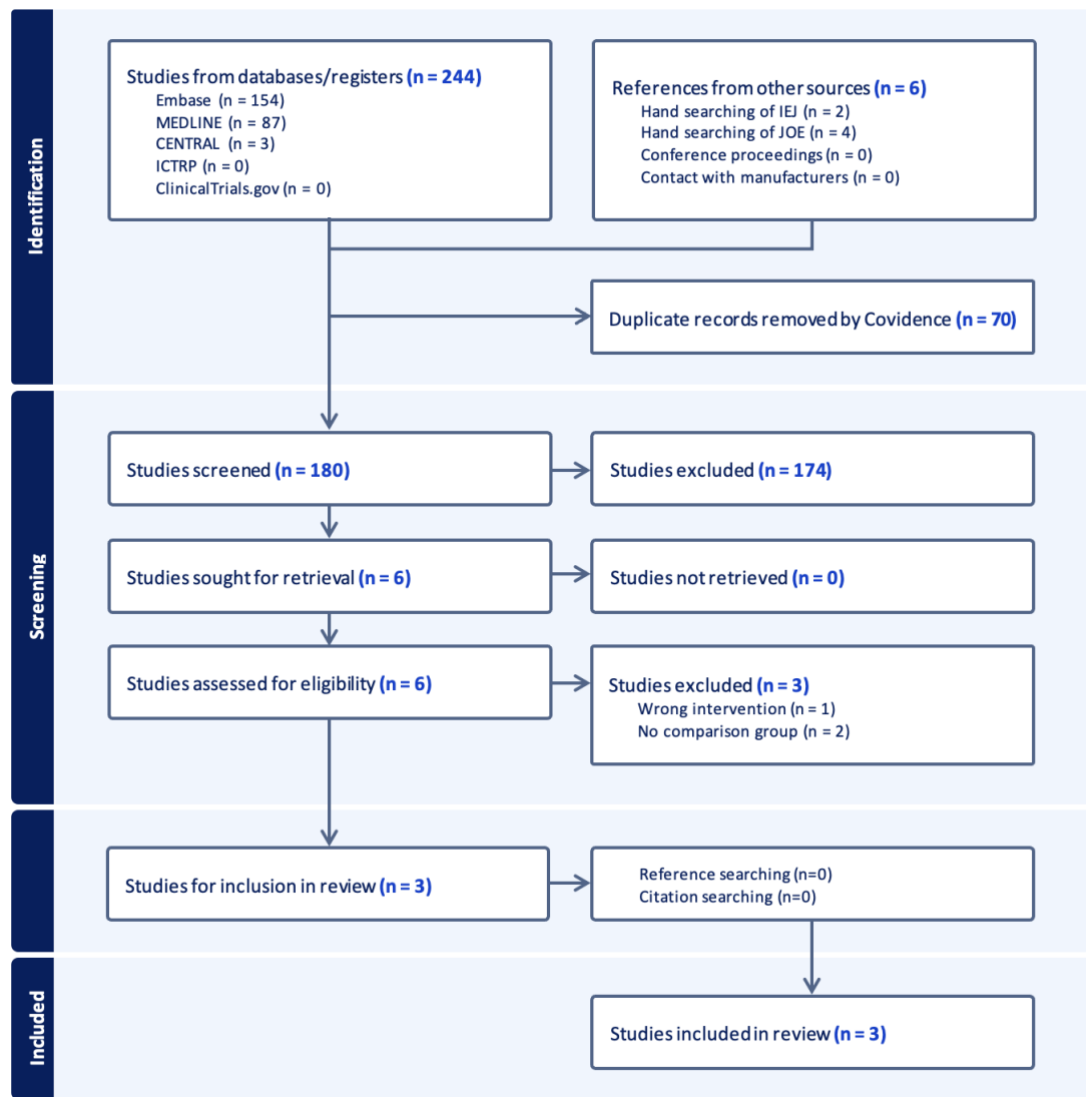 Identification
Studies from databases/registers (n = 244)
Embase (n = 154)
MEDLINE (n = 87)
CENTRAL (n = 3)
ICTRP (n = 0)
ClinicalTrials.gov (n = 0)
References from other sources (n = 6)
Hand searching of IEJ (n = 2)
Hand searching of JOE (n = 4)
Conference proceedings (n = 0)
Contact with manufacturers (n = 0)
Duplicate records removed by Covidence (n = 70)
Screening
Studies screened (n = 180)
Studies excluded (n = 174)
Studies sought for retrieval (n = 6)
Studies not retrieved (n = 0)
Studies assessed for eligibility (n = 6)
Studies excluded (n = 3)
Wrong intervention (n = 1)
No comparison group (n = 2)
Studies for inclusion in review (n = 3)
Reference searching (n=0)
Citation searching (n=0)
Included
Studies included in review (n = 3)